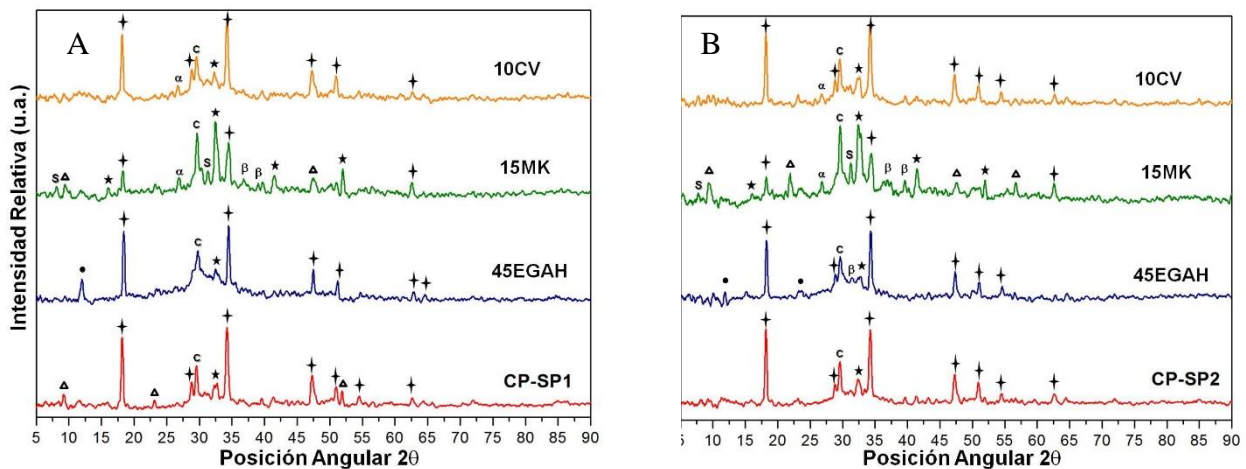 A
Intensidad Relativa (u.a.)
α
C
10CV
S
α
C
S
β
β
15MK
C
45EGAH
C
CP-SP1
5 10 15 20 25 30 35 40 45 50 55 60 65 70 75 80 85 90
Posición Angular 2θ
B
α
C
10CV
S
α
C
S
β
β
15MK
C
β
45EGAH
C
CP-SP2
5 10 15 20 25 30 35 40 45 50 55 60 65 70 75 80 85 90
Posición Angular 2θ